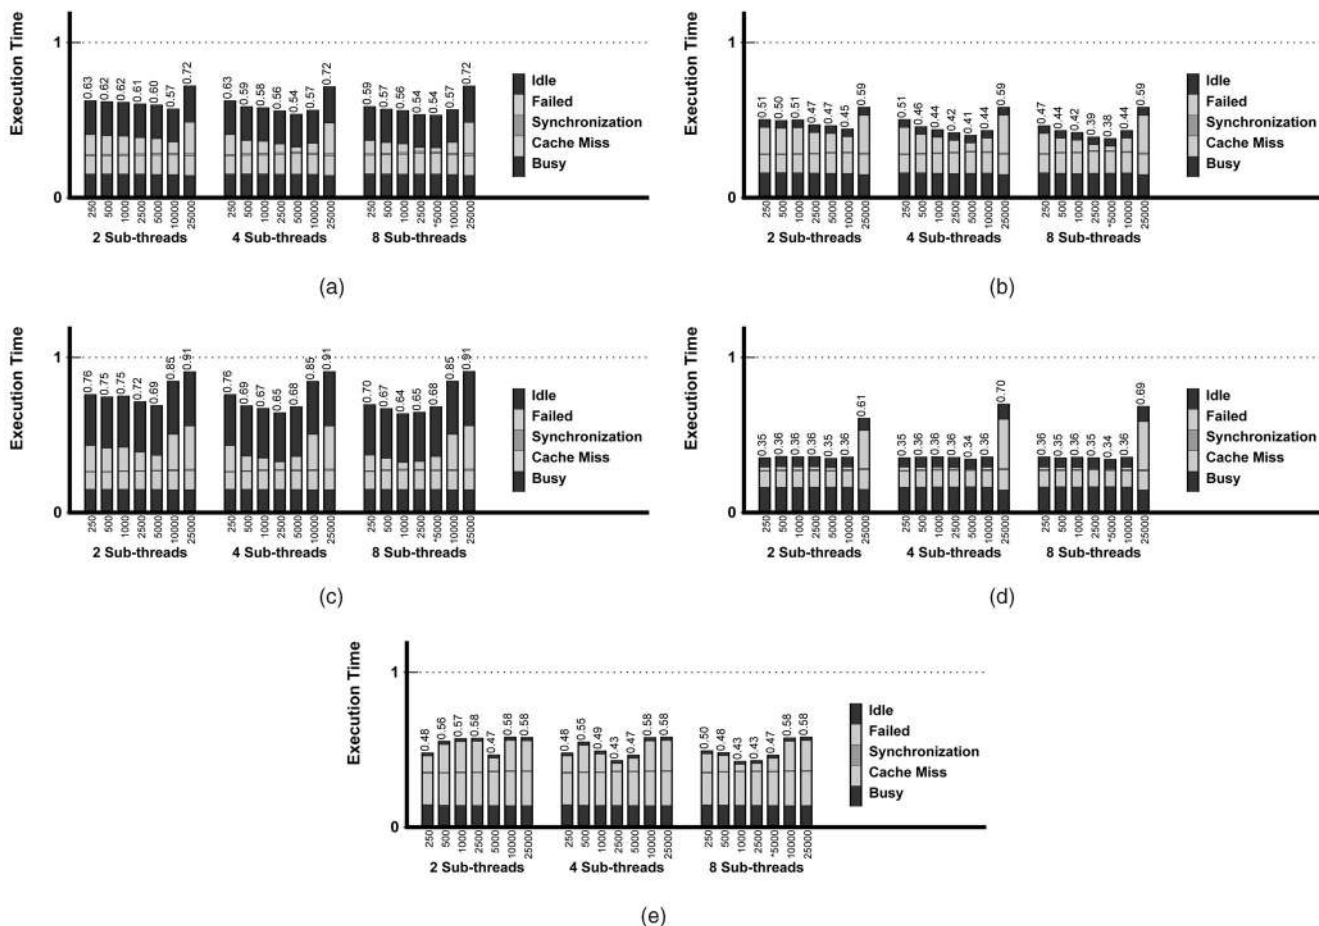 Execution Time
1
0
0.63 0.62 0.62 0.61 0.60 0.57 0.72
0.63 0.59 0.58 0.56 0.54 0.57 0.72
0.59 0.57 0.56 0.54 0.54 0.57 0.72
Idle
Failed
Synchronization
Cache Miss
Busy
250 500 1000 2500 5000 10000 25000
250 500 1000 2500 5000 10000 25000
250 500 1000 2500 *5000 10000 25000
2 Sub-threads 4 Sub-threads 8 Sub-threads
(a)
Execution Time
1
0
0.51 0.50 0.51 0.47 0.47 0.45 0.59
0.51 0.46 0.44 0.42 0.41 0.44 0.59
0.47 0.44 0.42 0.39 0.38 0.44 0.59
Idle
Failed
Synchronization
Cache Miss
Busy
250 500 1000 2500 5000 10000 25000
250 500 1000 2500 5000 10000 25000
250 500 1000 2500 *5000 10000 25000
2 Sub-threads 4 Sub-threads 8 Sub-threads
(b)
Execution Time
1
0
0.76 0.75 0.75 0.72 0.69 0.85 0.91
0.76 0.69 0.67 0.65 0.68 0.85 0.91
0.70 0.67 0.64 0.65 0.68 0.85 0.91
Idle
Failed
Synchronization
Cache Miss
Busy
250 500 1000 2500 5000 10000 25000
250 500 1000 2500 5000 10000 25000
250 500 1000 2500 *5000 10000 25000
2 Sub-threads 4 Sub-threads 8 Sub-threads
(c)
Execution Time
1
0
0.35 0.36 0.36 0.36 0.35 0.36 0.61
0.35 0.36 0.36 0.36 0.34 0.36 0.70
0.36 0.35 0.36 0.35 0.34 0.36 0.69
Idle
Failed
Synchronization
Cache Miss
Busy
250 500 1000 2500 5000 10000 25000
250 500 1000 2500 5000 10000 25000
250 500 1000 2500 *5000 10000 25000
2 Sub-threads 4 Sub-threads 8 Sub-threads
(d)
Execution Time
1
0
0.48 0.56 0.57 0.58 0.47 0.58 0.58
0.48 0.55 0.49 0.43 0.47 0.58 0.58
0.50 0.48 0.43 0.43 0.47 0.58 0.58
Idle
Failed
Synchronization
Cache Miss
Busy
250 500 1000 2500 5000 10000 25000
250 500 1000 2500 5000 10000 25000
250 500 1000 2500 *5000 10000 25000
2 Sub-threads 4 Sub-threads 8 Sub-threads
(e)